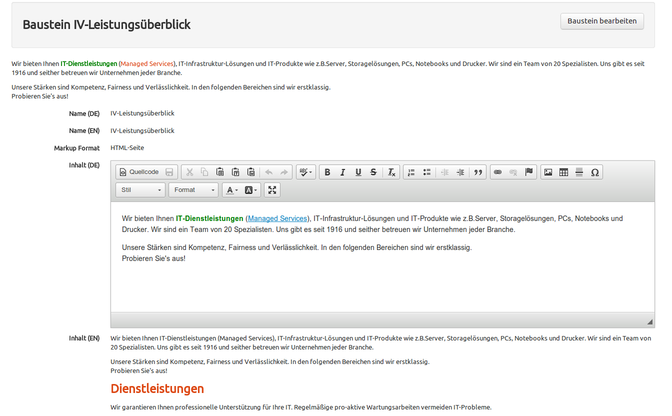 Baustein IV-Leistungsüberblick
Baustein bearbeiten
Wir bieten Ihnen IT-Dienstleistungen (Managed Services), IT-Infrastruktur-Lösungen und IT-Produkte wie z.B.Server, Storagelösungen, PCs, Notebooks und Drucker. Wir sind ein Team von 20 Spezialisten. Uns gibt es seit
1916 und seither betreuen wir Unternehmen jeder Branche.
Unsere Stärken sind Kompetenz, Fairness und Verlässlichkeit. In den folgenden Bereichen sind wir erstklassig.
Probieren Sie's aus!
Name (DE) IV-Leistungsüberblick
Name (EN) IV-Leistungsüberblick
Markup Format HTML-Seite
Inhalt (DE)
Quellcode
B I U S
Stil Format A A
Wir bieten Ihnen IT-Dienstleistungen (Managed Services), IT-Infrastruktur-Lösungen und IT-Produkte wie z.B.Server, Storagelösungen, PCs, Notebooks und
Drucker. Wir sind ein Team von 20 Spezialisten. Uns gibt es seit 1916 und seither betreuen wir Unternehmen jeder Branche.
Unsere Stärken sind Kompetenz, Fairness und Verlässlichkeit. In den folgenden Bereichen sind wir erstklassig.
Probieren Sie's aus!
Inhalt (EN) Wir bieten Ihnen IT-Dienstleistungen (Managed Services), IT-Infrastruktur-Lösungen und IT-Produkte wie z.B.Server, Storagelösungen, PCs, Notebooks und Drucker. Wir sind ein Team von
20 Spezialisten. Uns gibt es seit 1916 und seither betreuen wir Unternehmen jeder Branche.
Unsere Stärken sind Kompetenz, Fairness und Verlässlichkeit. In den folgenden Bereichen sind wir erstklassig.
Probieren Sie's aus!
Dienstleistungen
Wir garantieren Ihnen professionelle Unterstützung für Ihre IT. Regelmäßige pro-aktive Wartungsarbeiten vermeiden IT-Probleme.